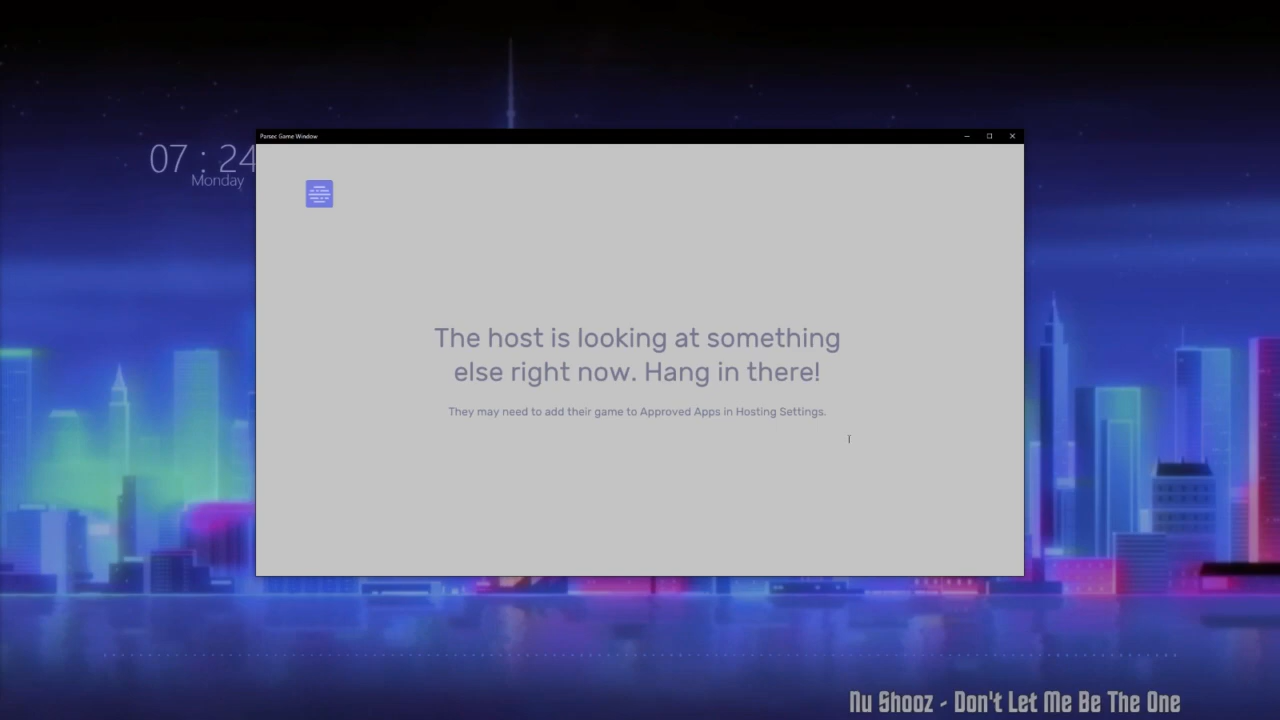 Parsec Game Window
07 : 24
Monday
The host is looking at something
else right now. Hang in there!
They may need to add their game to Approved Apps in Hosting Settings.
Nu Shooz - Don't Let Me Be The One